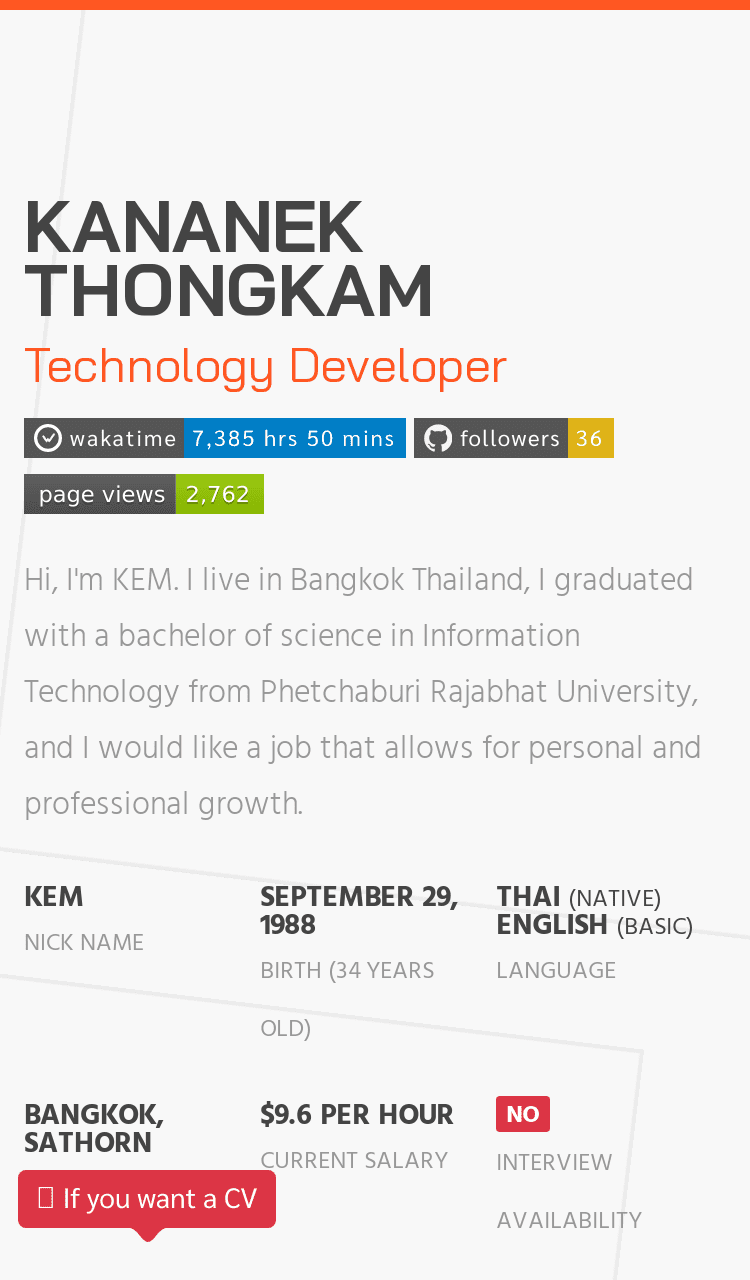 KANANEK
THONGKAM
Technology Developer
wakatime 7,385 hrs 50 mins followers 36
page views 2,762
Hi, I'm KEM. I live in Bangkok Thailand, I graduated
with a bachelor of science in Information
Technology from Phetchaburi Rajabhat University,
and I would like a job that allows for personal and
professional growth.
KEM
NICK NAME
SEPTEMBER 29,
1988
BIRTH (34 YEARS
OLD)
THAI (NATIVE)
ENGLISH (BASIC)
LANGUAGE
BANGKOK,
SATHORN
$9.6 PER HOUR
CURRENT SALARY
NO
INTERVIEW
AVAILABILITY
If you want a CV